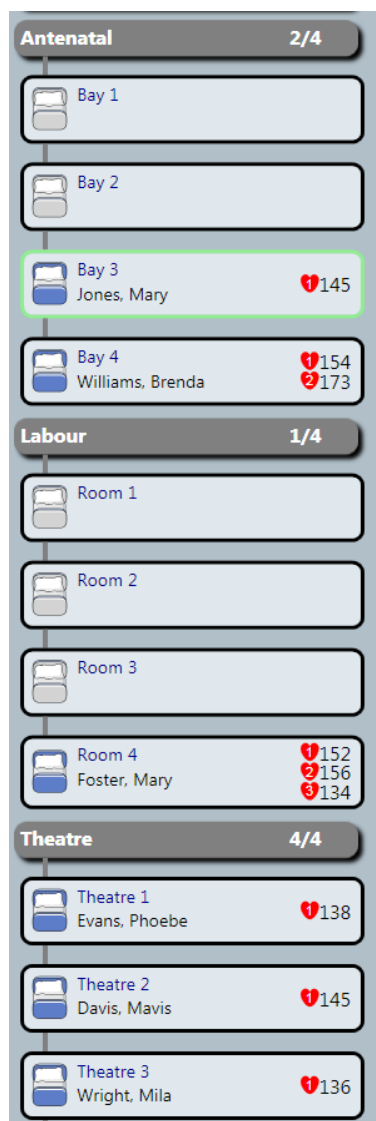 Antenatal 2/4
Bay 1
Bay 2
Bay 3
Jones, Mary
1 145
Bay 4
Williams, Brenda
1 154
2 173
Labour 1/4
Room 1
Room 2
Room 3
Room 4
Foster, Mary
1 152
2 156
3 134
Theatre 4/4
Theatre 1
Evans, Phoebe
1 138
Theatre 2
Davis, Mavis
1 145
Theatre 3
Wright, Mila
1 136